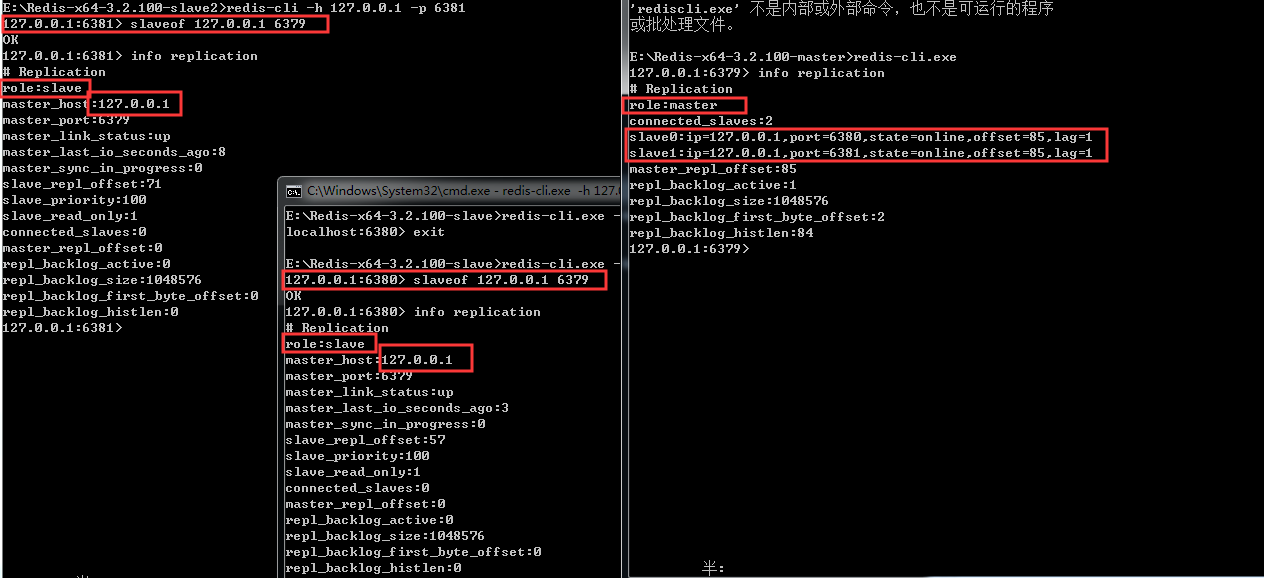 E:\Redis-x64-3.2.100-slave2>redis-cli -h 127.0.0.1 -p 6381
127.0.0.1:6381> slaveof 127.0.0.1 6379
OK
127.0.0.1:6381> info replication
# Replication
role:slave
master_host:127.0.0.1
master_port:6379
master_link_status:up
master_last_io_seconds_ago:8
master_sync_in_progress:0
slave_repl_offset:71
slave_priority:100
slave_read_only:1
connected_slaves:0
master_repl_offset:0
repl_backlog_active:0
repl_backlog_size:1048576
repl_backlog_first_byte_offset:0
repl_backlog_histlen:0
127.0.0.1:6381>
C:\Windows\System32\cmd.exe - redis-cli.exe -h 127.0
E:\Redis-x64-3.2.100-slave>redis-cli.exe -
localhost:6380> exit
E:\Redis-x64-3.2.100-slave>redis-cli.exe -
127.0.0.1:6380> slaveof 127.0.0.1 6379
OK
127.0.0.1:6380> info replication
# Replication
role:slave
master_host:127.0.0.1
master_port:6379
master_link_status:up
master_last_io_seconds_ago:3
master_sync_in_progress:0
slave_repl_offset:57
slave_priority:100
slave_read_only:1
connected_slaves:0
master_repl_offset:0
repl_backlog_active:0
repl_backlog_size:1048576
repl_backlog_first_byte_offset:0
repl_backlog_histlen:0
'rediscli.exe' 不是内部或外部命令，也不是可运行的程序
或批处理文件。
E:\Redis-x64-3.2.100-master>redis-cli.exe
127.0.0.1:6379> info replication
# Replication
role:master
connected_slaves:2
slave0:ip=127.0.0.1,port=6380,state=online,offset=85,lag=1
slave1:ip=127.0.0.1,port=6381,state=online,offset=85,lag=1
master_repl_offset:85
repl_backlog_active:1
repl_backlog_size:1048576
repl_backlog_first_byte_offset:2
repl_backlog_histlen:84
127.0.0.1:6379>
半: